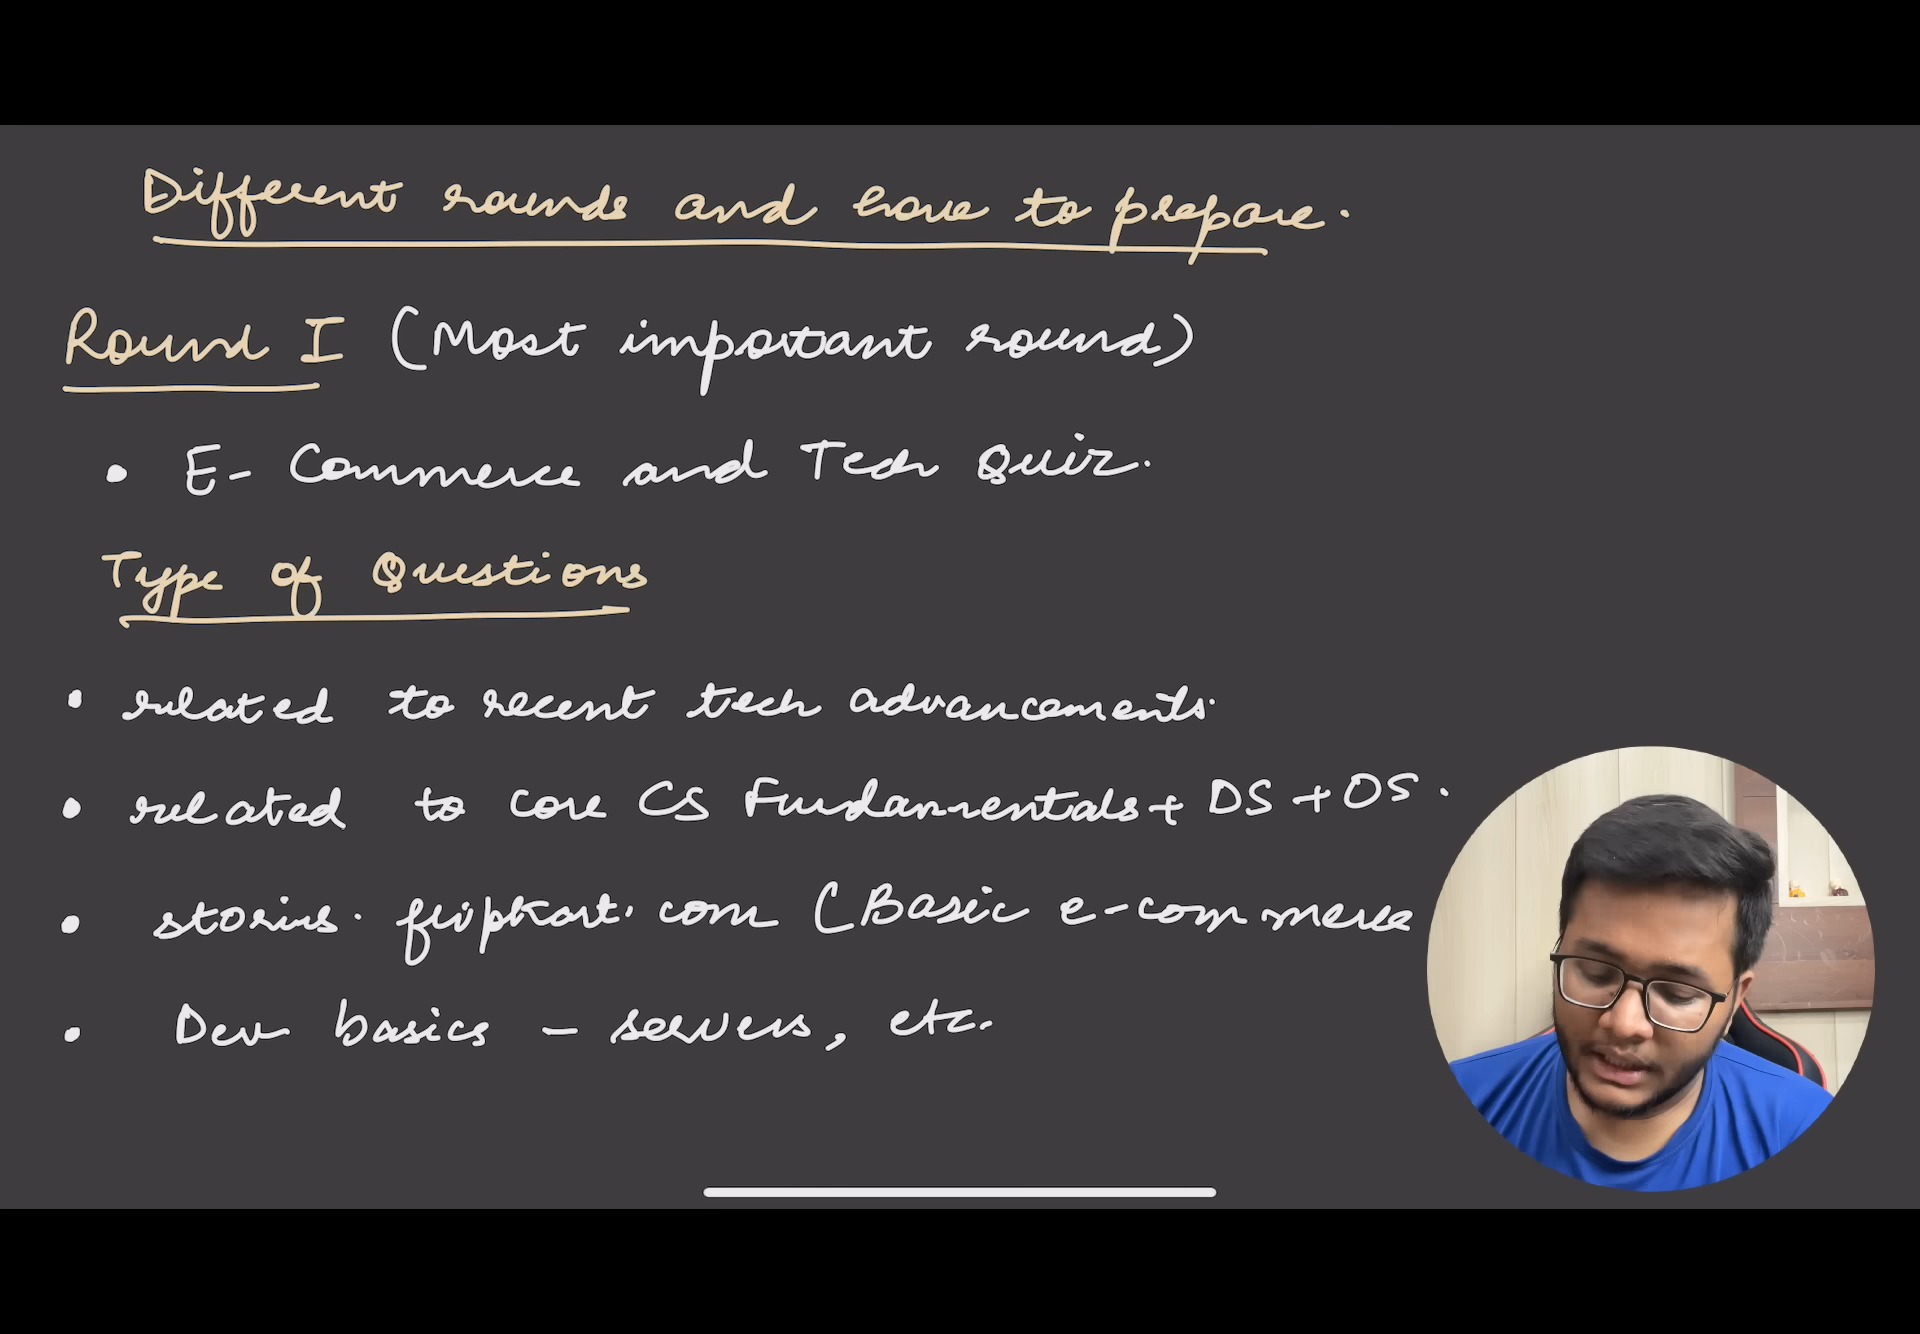 Different rounds and how to prepare.
Round I (Most important round)
• E-Commerce and Tech Quiz.
Type of Questions
• related to recent tech advancements.
• related to core CS Fundamentals + DS + OS.
• stories.flipkart.com (Basic e-commerce
• Dev basics - servers, etc.